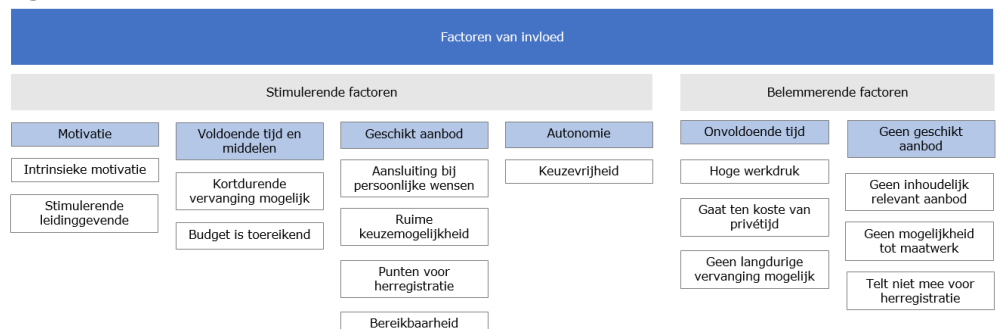 Factoren van invloed
Stimulerende factoren
Belemmerende factoren
Motivatie
Intrinsieke motivatie
Stimulerende
leidinggevende
Voldoende tijd en
middelen
Kortdurende
vervanging mogelijk
Budget is toereikend
Geschikt aanbod
Aansluiting bij
persoonlijke wensen
Ruime
keuzemogelijkheid
Punten voor
herregistratie
Bereikbaarheid
Autonomie
Keuzevrijheid
Onvoldoende tijd
Hoge werkdruk
Gaat ten koste van
privétijd
Geen langdurige
vervanging mogelijk
Geen geschikt
aanbod
Geen inhoudelijk
relevant aanbod
Geen mogelijkheid
tot maatwerk
Telt niet mee voor
herregistratie